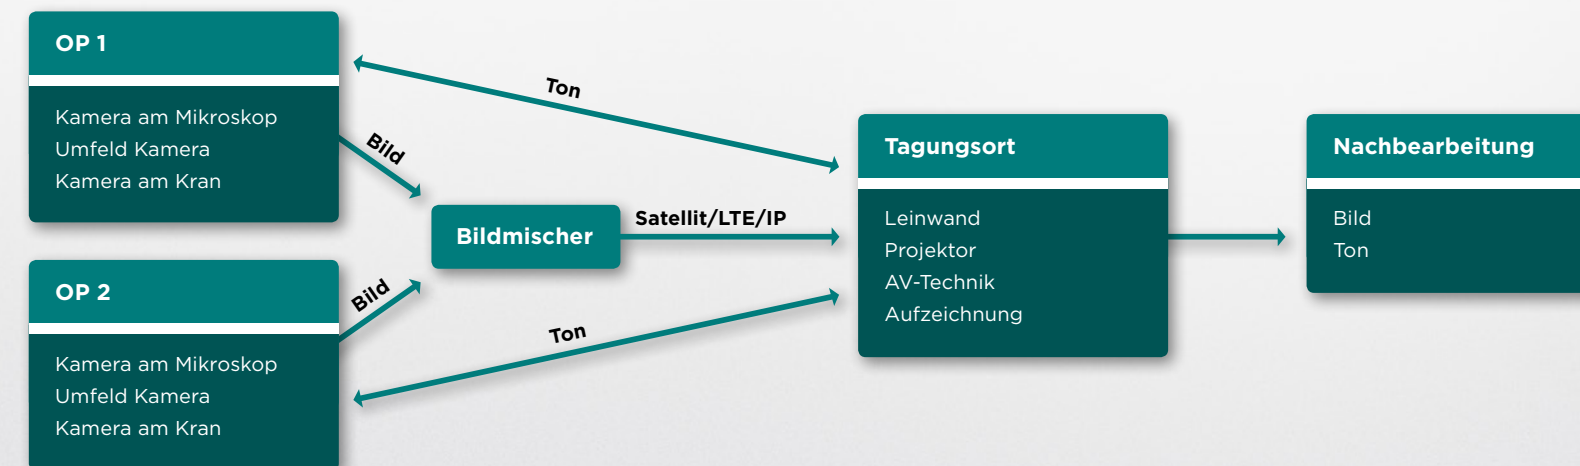 OP 1
Kamera am Mikroskop
Umfeld Kamera
Kamera am Kran
OP 2
Kamera am Mikroskop
Umfeld Kamera
Kamera am Kran
Bild
Bild
Ton
Ton
Bildmischer
Satellit/LTE/IP
Tagungsort
Leinwand
Projektor
AV-Technik
Aufzeichnung
Nachbearbeitung
Bild
Ton